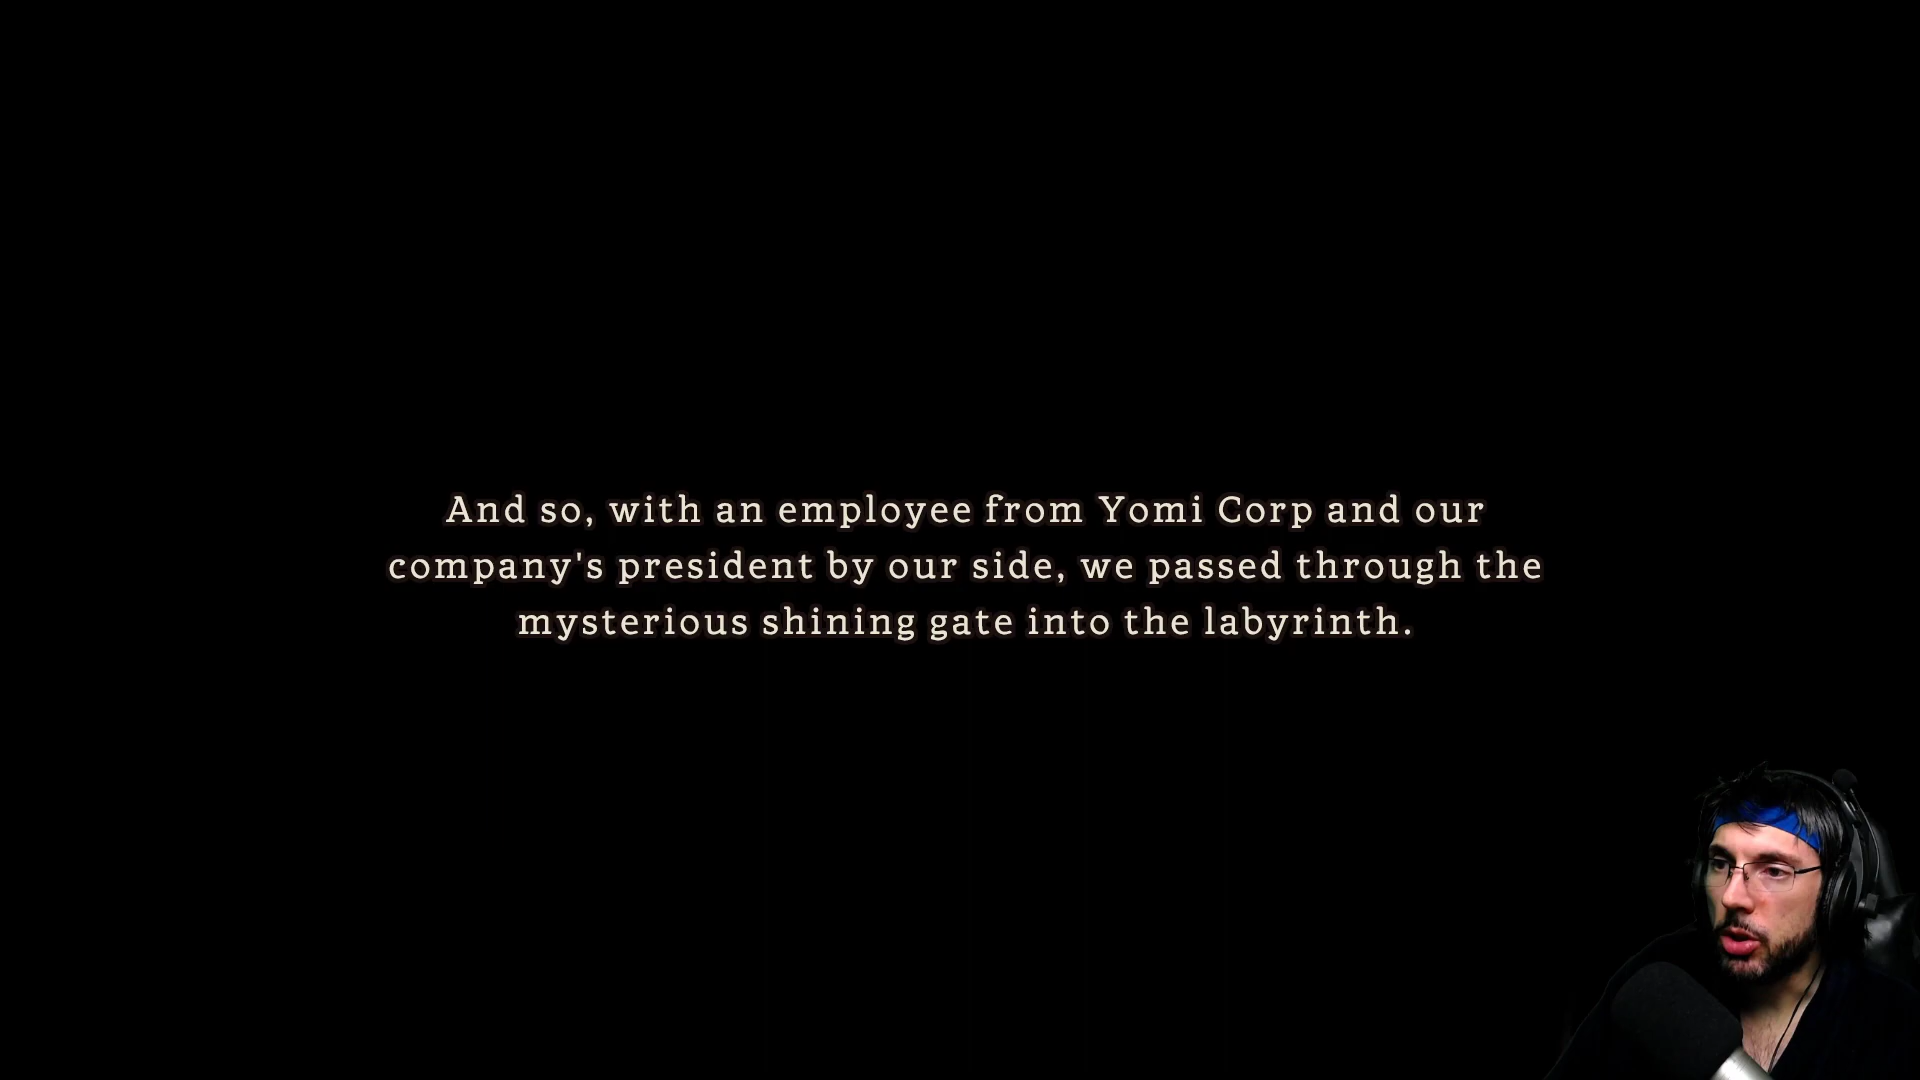 And so, with an employee from Yomi Corp and our
company's president by our side, we passed through the
mysterious shining gate into the labyrinth.